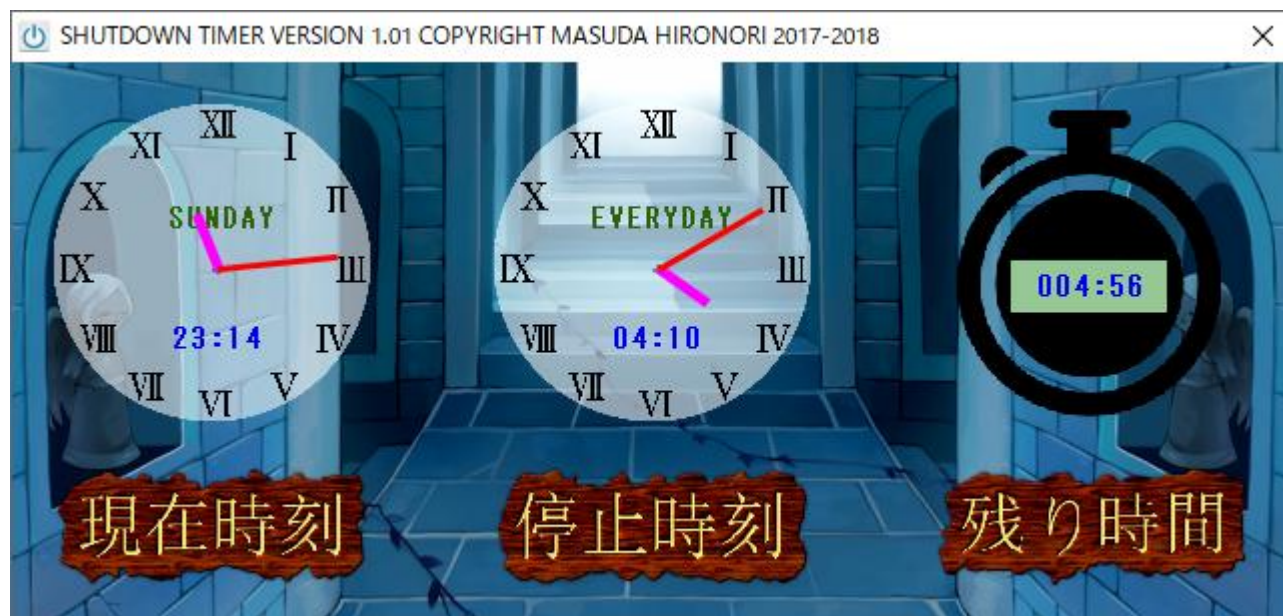 SHUTDOWN TIMER VERSION 1.01 COPYRIGHT MASUDA HIRONORI 2017-2018
XII
XI I
X II
SUNDAY
IX III
VIII 23:14 IV
VII V
VI
XII
XI I
X II
EVERYDAY
IX III
VIII 04:10 IV
VII V
VI
004:56
現在時刻
停止時刻
残り時間